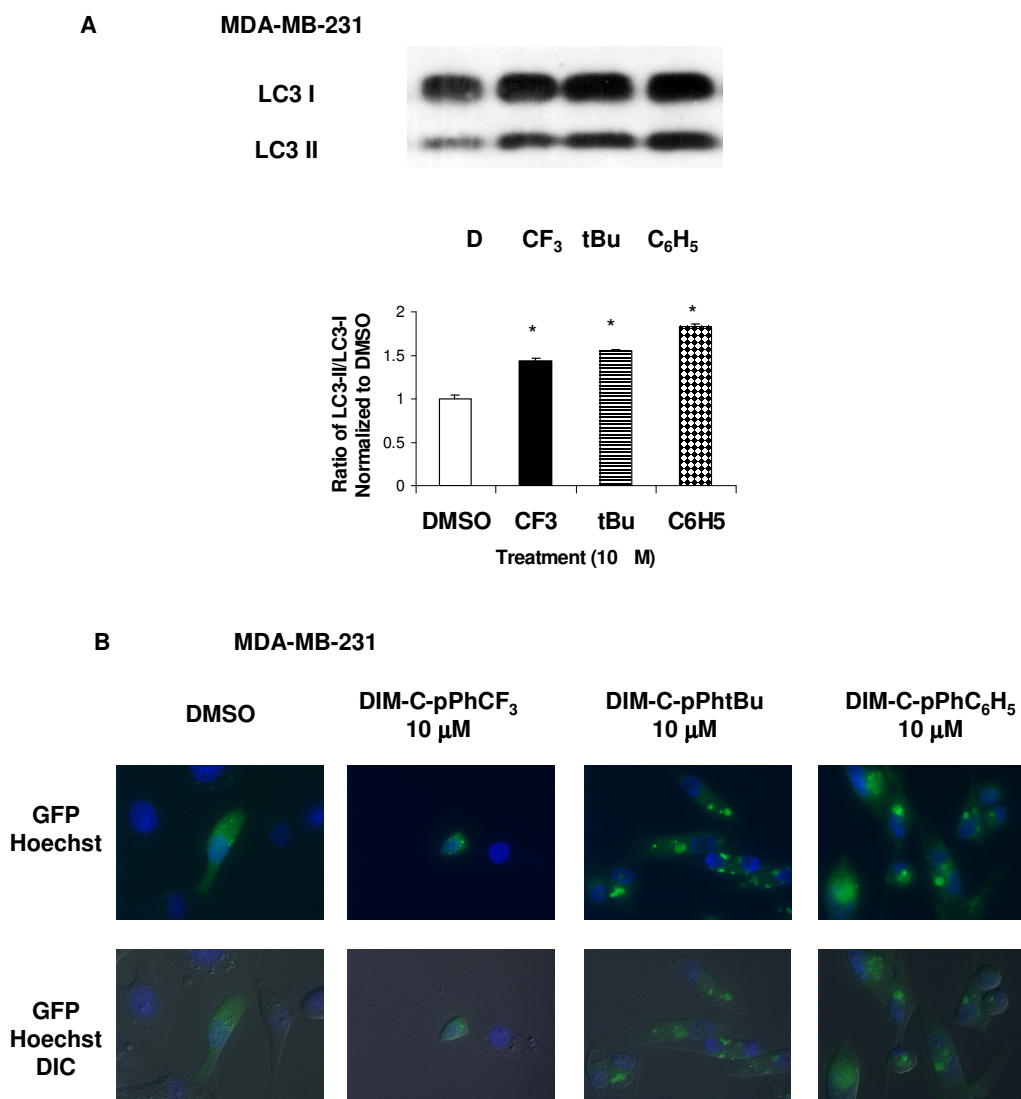 A
MDA-MB-231
LC3 I
LC3 II
D CF₃ tBu C₆H₅
Ratio of LC3-II/LC3-I
Normalized to DMSO
2
1.5
1
0.5
0
*
*
*
DMSO CF3 tBu C6H5
Treatment (10 M)
B
MDA-MB-231
DMSO
DIM-C-pPhCF₃
10 μM
DIM-C-pPhtBu
10 μM
DIM-C-pPhC₆H₅
10 μM
GFP
Hoechst
GFP
Hoechst
DIC